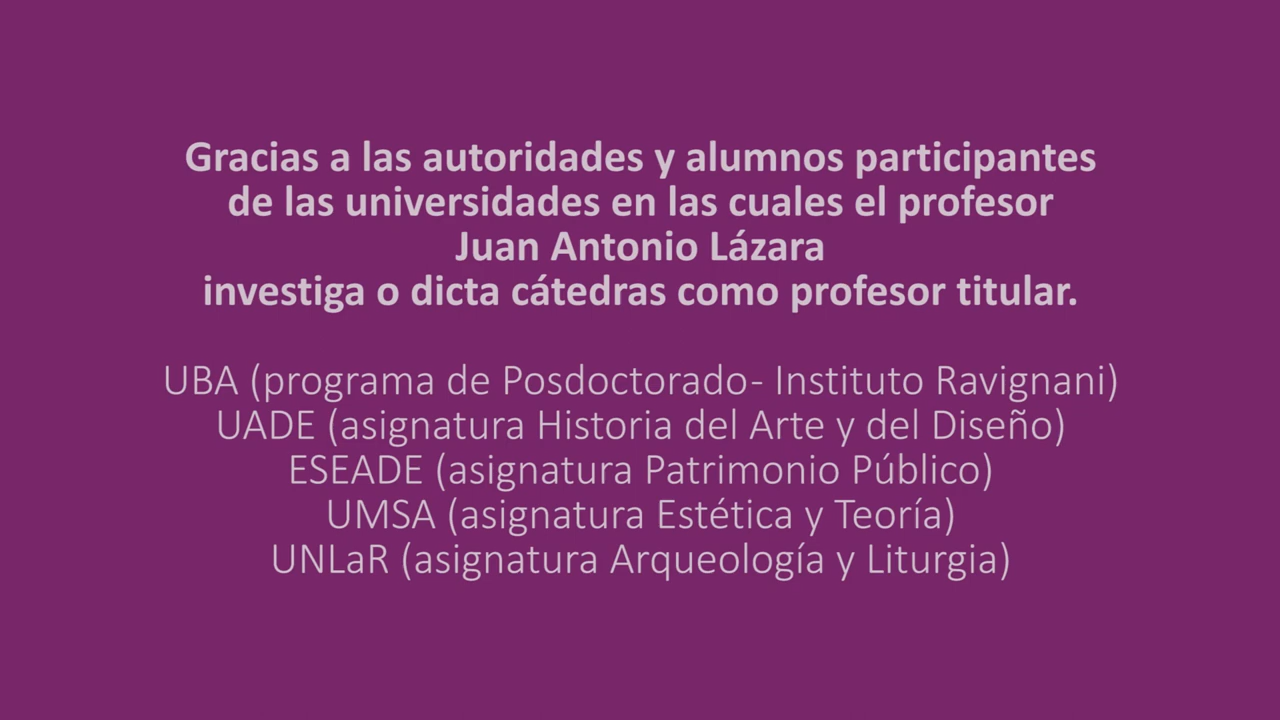 Gracias a las autoridades y alumnos participantes
de las universidades en las cuales el profesor
Juan Antonio Lázara
investiga o dicta cátedras como profesor titular.
UBA (programa de Posdoctorado- Instituto Ravignani)
UADE (asignatura Historia del Arte y del Diseño)
ESEADE (asignatura Patrimonio Público)
UMSA (asignatura Estética y Teoría)
UNLaR (asignatura Arqueología y Liturgia)